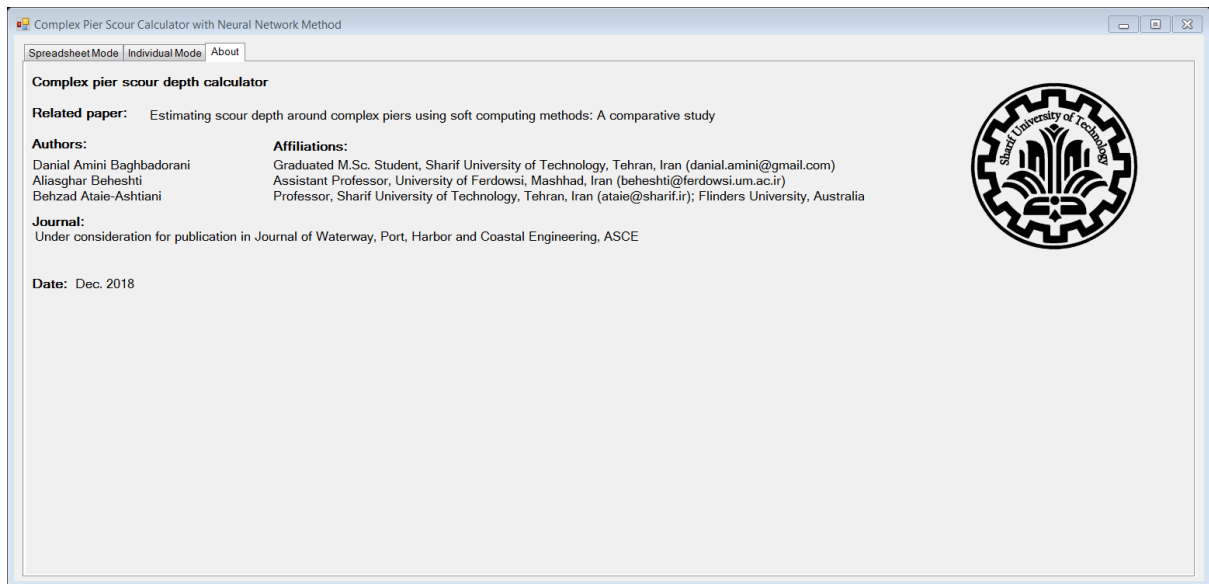 Complex Pier Scour Calculator with Neural Network Method
Spreadsheet Mode Individual Mode About
Complex pier scour depth calculator
Related paper: Estimating scour depth around complex piers using soft computing methods: A comparative study
Authors: Affiliations:
Danial Amini Baghbadorani Graduated M.Sc. Student, Sharif University of Technology, Tehran, Iran (danial.amini@gmail.com)
Aliasghar Beheshti Assistant Professor, University of Ferdowsi, Mashhad, Iran (beheshti@ferdowsi.um.ac.ir)
Behzad Ataie-Ashtiani Professor, Sharif University of Technology, Tehran, Iran (ataie@sharif.ir); Flinders University, Australia
Journal:
Under consideration for publication in Journal of Waterway, Port, Harbor and Coastal Engineering, ASCE
Date: Dec. 2018
Sharif University of Technology